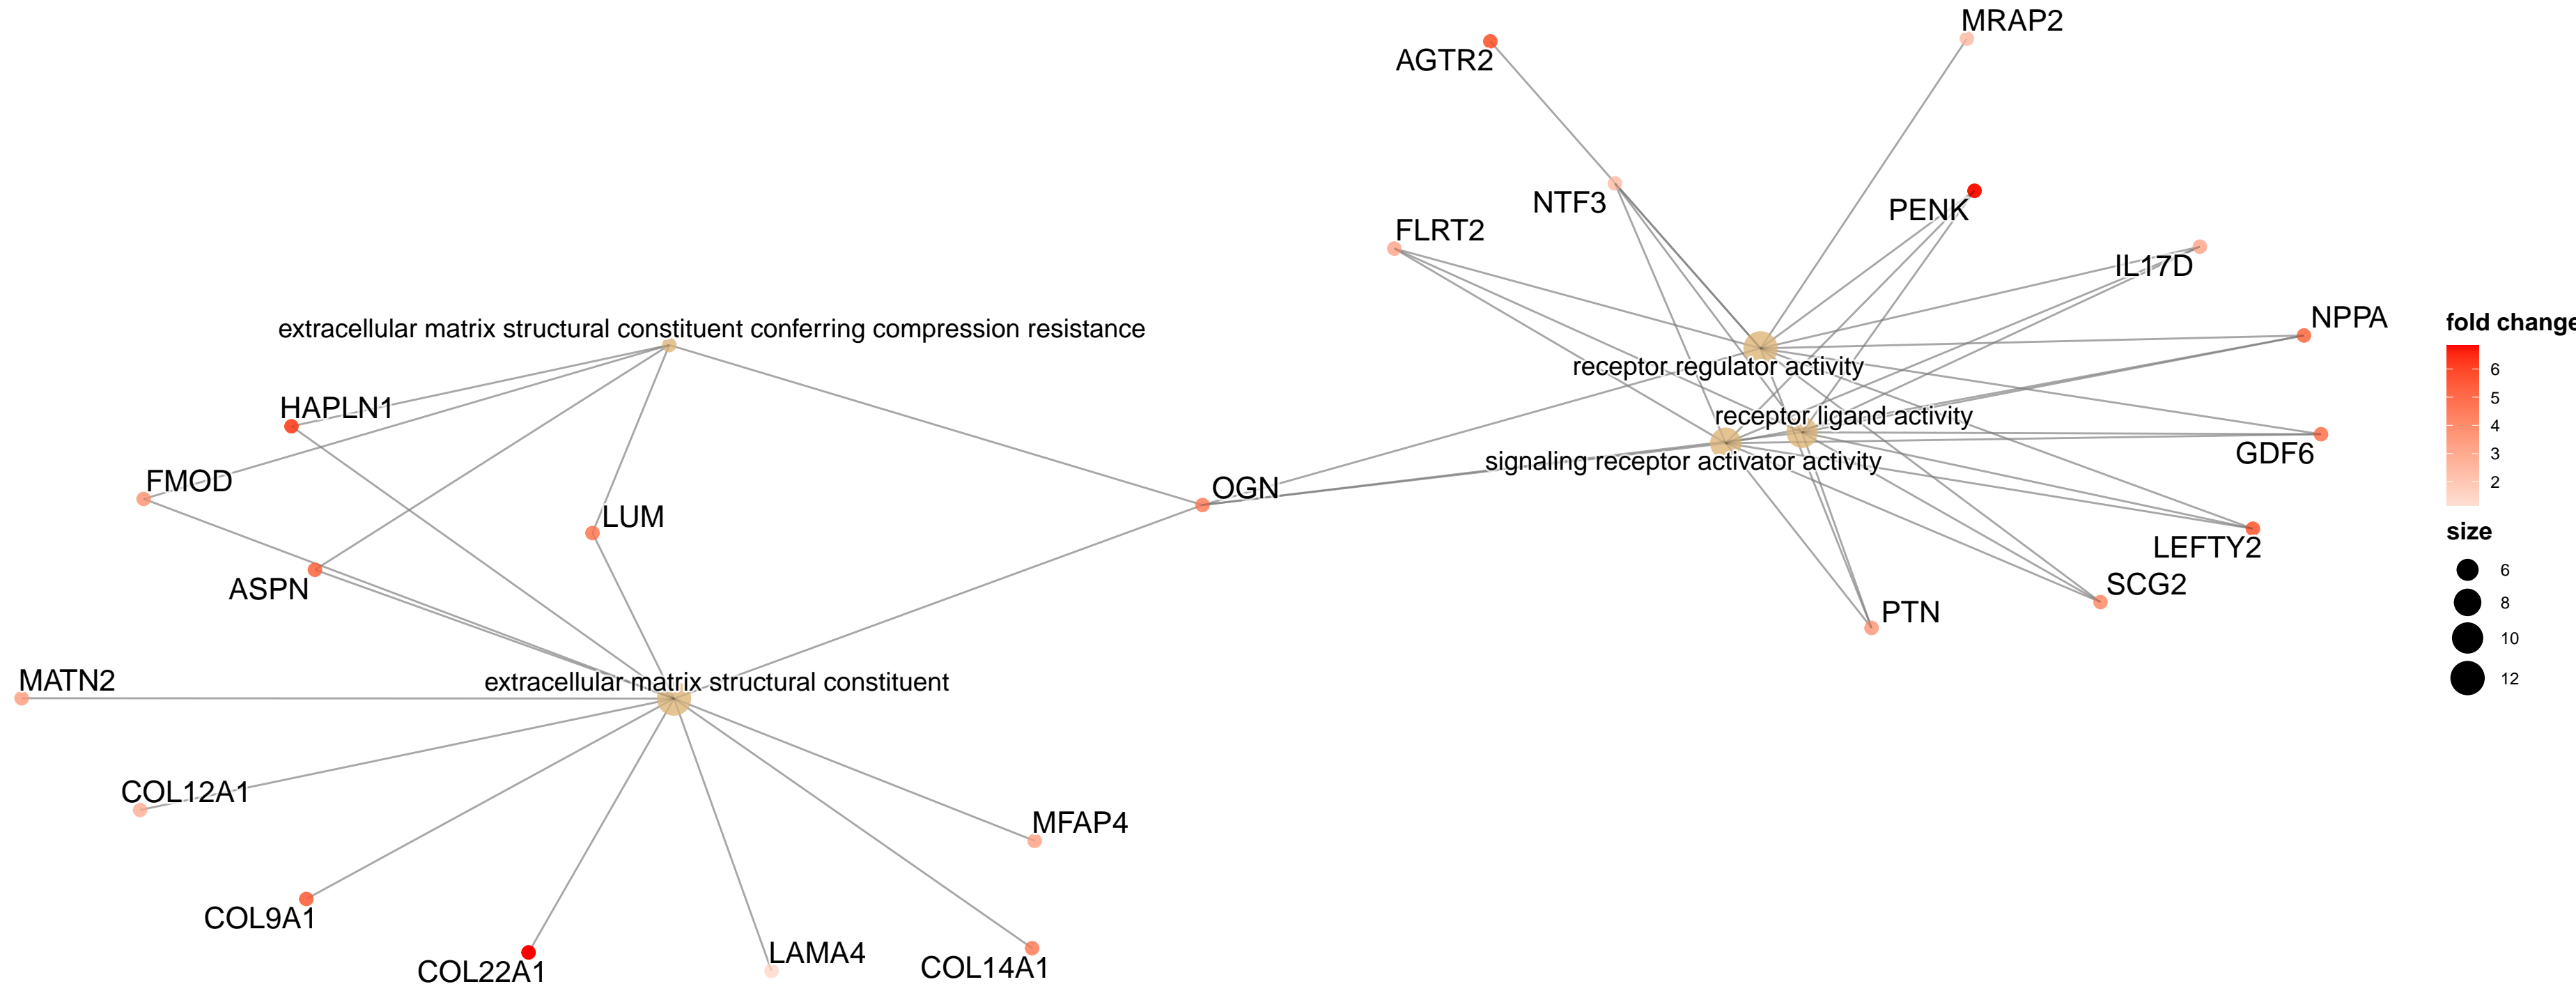 MRAP2
AGTR2
NTF3
PENK
FLRT2
IL17D
NPPA
fold change
extracellular matrix structural constituent conferring compression resistance
receptor regulator activity
6
5
HAPLN1
receptor ligand activity
4
GDF6
3
signaling receptor activator activity
FMOD
OGN
2
LUM
size
LEFTY2
6
ASPN
SCG2
8
PTN
10
MATN2
extracellular matrix structural constituent
12
COL12A1
MFAP4
COL9A1
LAMA4
COL14A1
COL22A1